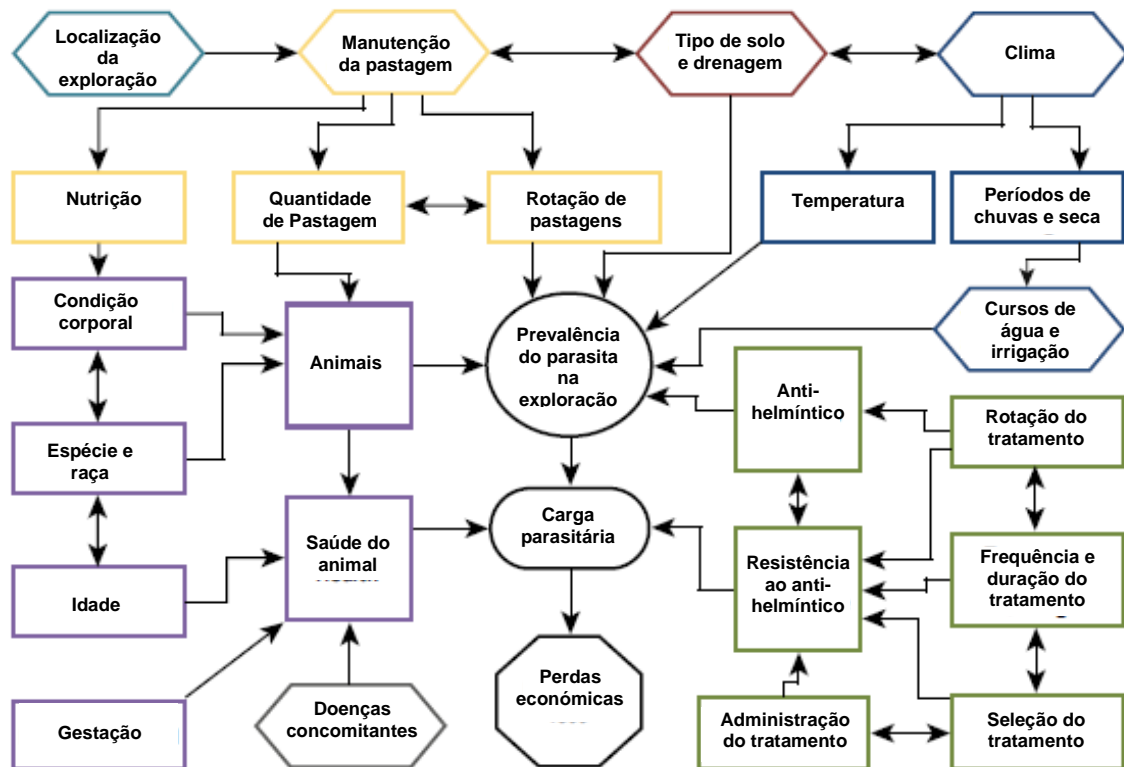 Localização
da
exploração
Manutenção
da pastagem
Tipo de solo
e drenagem
Clima
Nutrição
Quantidade
de Pastagem
Rotação de
pastagens
Temperatura
Períodos de
chuvas e seca
Condição
corporal
Animais
Prevalência
do parasita
na
exploração
Cursos de
água e
irrigação
Anti-
helmíntico
Rotação do
tratamento
Espécie e
raça
Saúde do
animal
Carga
parasitária
Resistência
ao anti-
helmíntico
Frequência e
duração do
tratamento
Idade
Perdas
económicas
Gestação
Doenças
concomitantes
Administração
do tratamento
Seleção do
tratamento